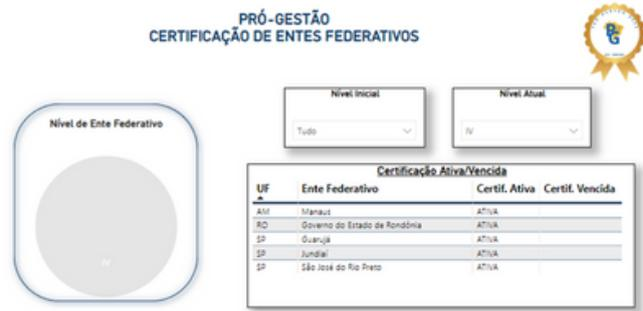 PRÓ-GESTÃO
CERTIFICAÇÃO DE ENTES FEDERATIVOS
PG
Nível Inicial
Tudo
Nível Atual
IV
Nível de Ente Federativo
IV
Certificação Ativa/Vencida
UF Ente Federativo Certif. Ativa Certif. Vencida
AM Manaus ATIVA
RO Governo do Estado de Rondônia ATIVA
SP Guarujá ATIVA
SP Jundiaí ATIVA
SP São José do Rio Preto ATIVA